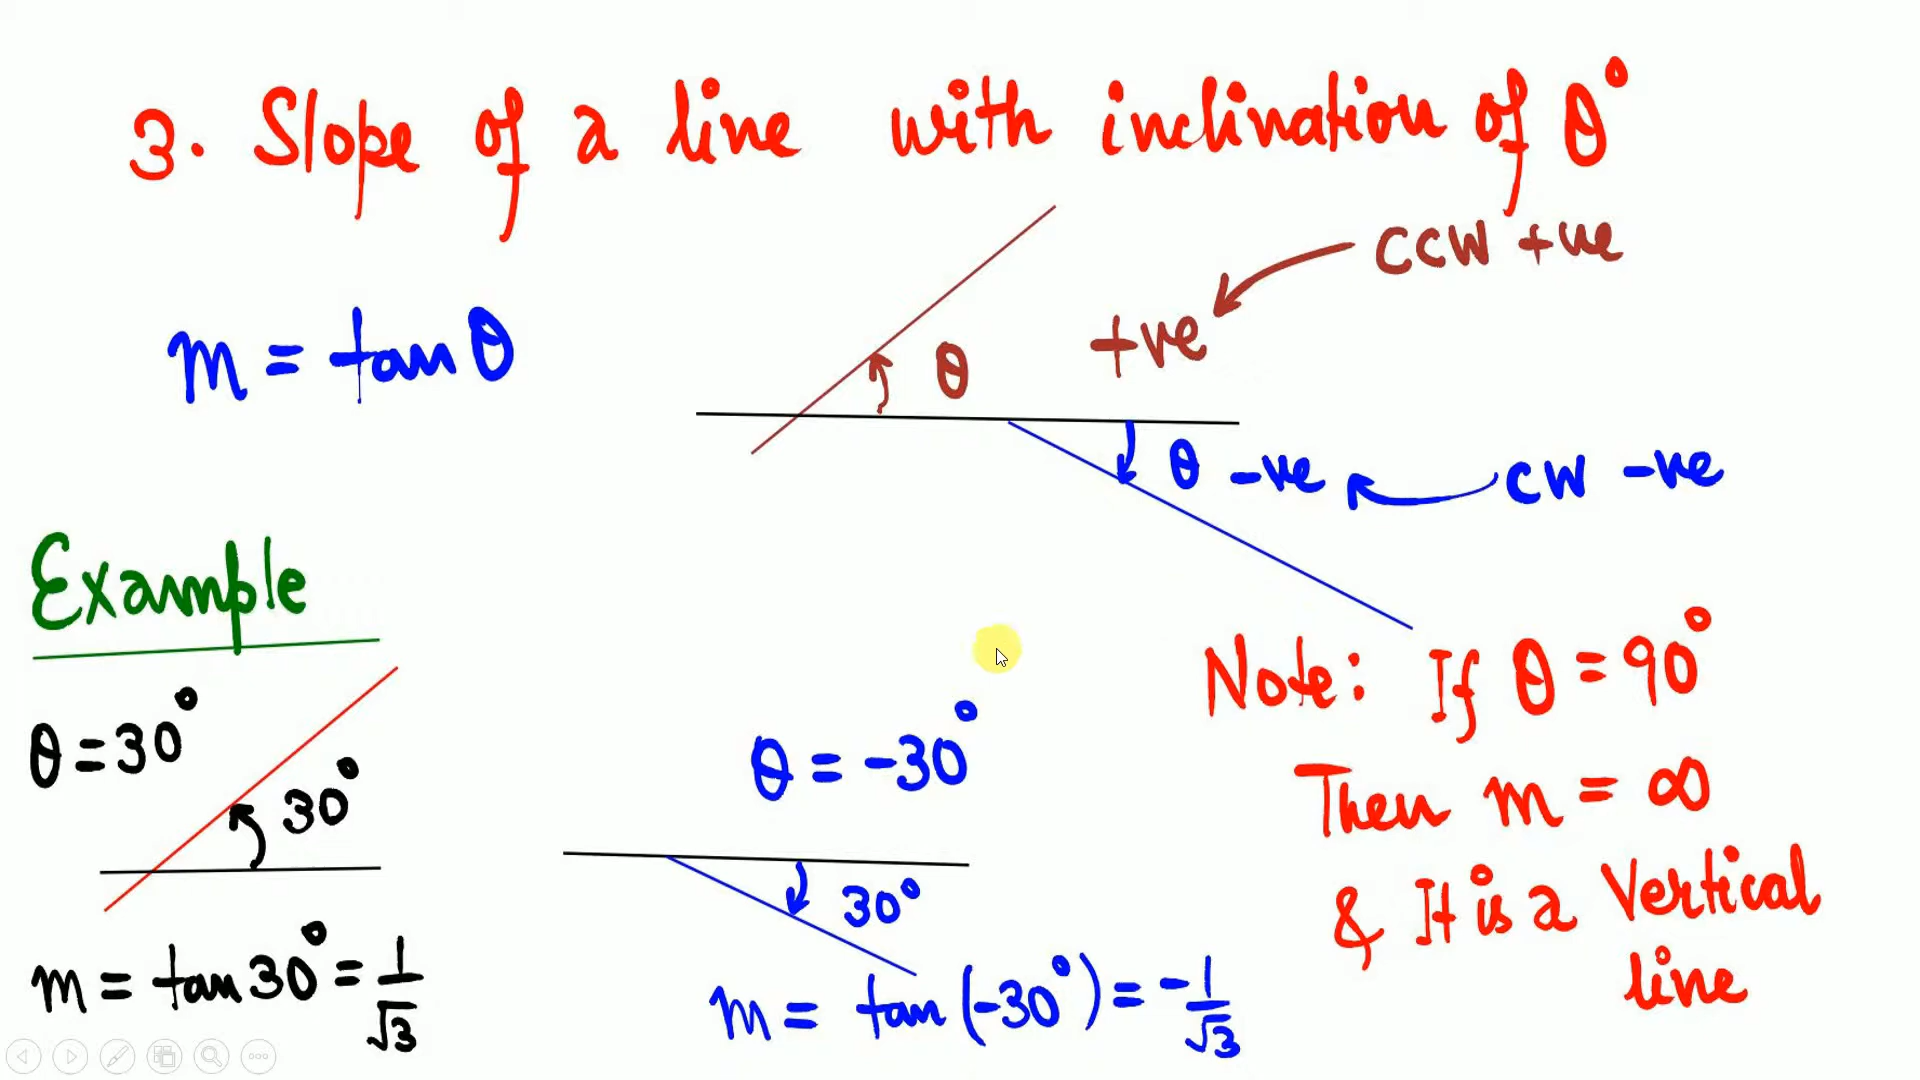 3. Slope of a line with inclination of θ°
CCW +ve
m = tanθ
+ve
θ
θ -ve
CW -ve
Example
θ = 30°
30°
m = tan 30° = 1/√3
θ = -30°
30°
m = tan (-30°) = -1/√3
Note: If θ = 90°
Then m = ∞
& It is a Vertical
line